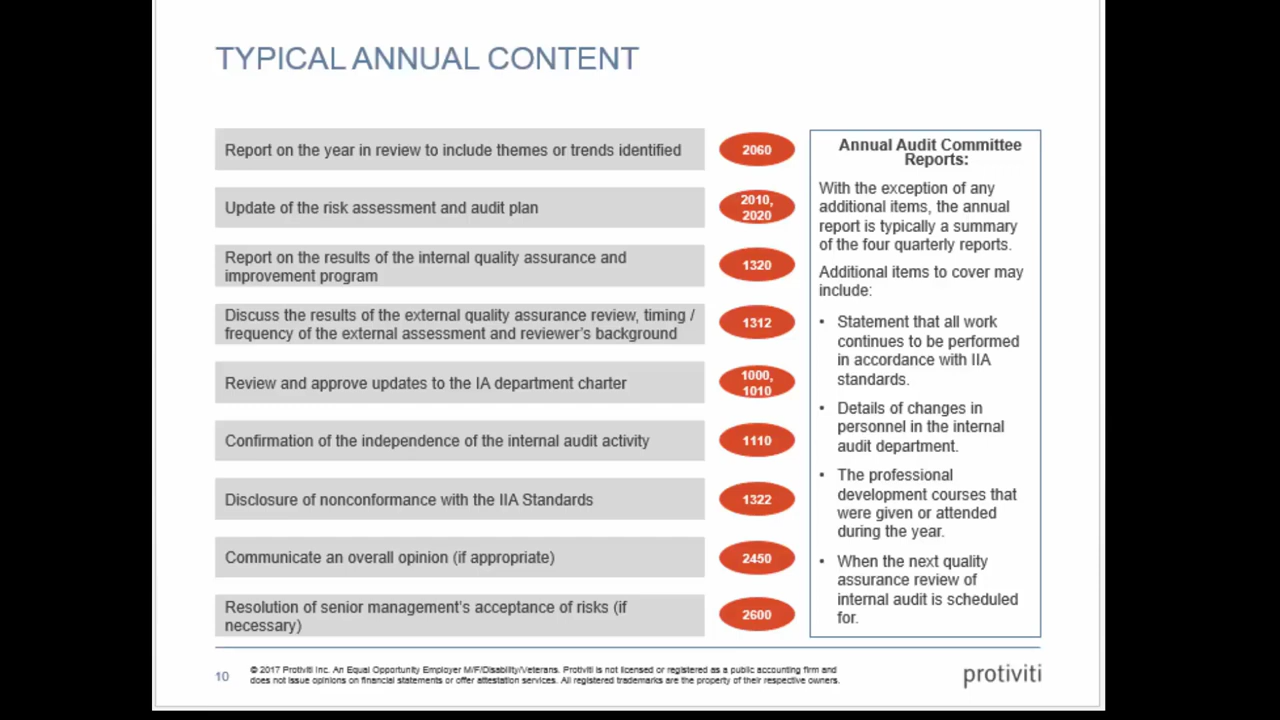 TYPICAL ANNUAL CONTENT
Report on the year in review to include themes or trends identified
2060
Update of the risk assessment and audit plan
2010,
2020
Report on the results of the internal quality assurance and
improvement program
1320
Discuss the results of the external quality assurance review, timing /
frequency of the external assessment and reviewer's background
1312
Review and approve updates to the IA department charter
1000,
1010
Confirmation of the independence of the internal audit activity
1110
Disclosure of nonconformance with the IIA Standards
1322
Communicate an overall opinion (if appropriate)
2450
Resolution of senior management's acceptance of risks (if
necessary)
2600
Annual Audit Committee
Reports:
With the exception of any
additional items, the annual
report is typically a summary
of the four quarterly reports.
Additional items to cover may
include:
• Statement that all work
continues to be performed
in accordance with IIA
standards.
• Details of changes in
personnel in the internal
audit department.
• The professional
development courses that
were given or attended
during the year.
• When the next quality
assurance review of
internal audit is scheduled
for.
10
© 2017 Protiviti Inc. An Equal Opportunity Employer M/F/Disability/Veterans. Protiviti is not licensed or registered as a public accounting firm and
does not issue opinions on financial statements or offer attestation services. All registered trademarks are the property of their respective owners.
protiviti